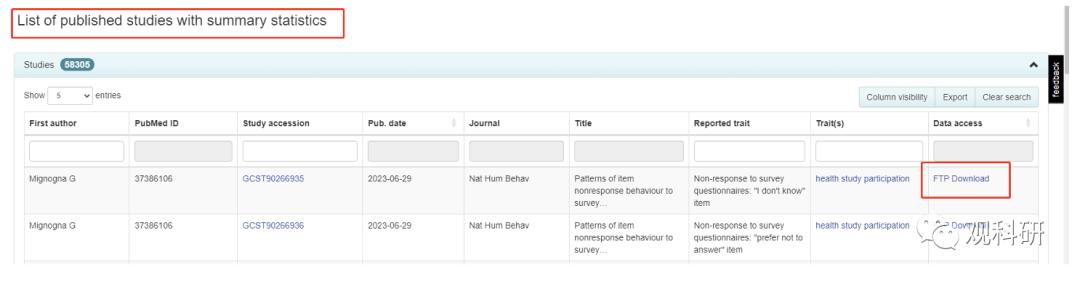 List of published studies with summary statistics
Studies 58305
feedback
Show 5 entries
Column visibility Export Clear search
First author PubMed ID Study accession Pub. date Journal Title Reported trait Trait(s) Data access
Mignogna G 37386106 GCST90266935 2023-06-29 Nat Hum Behav Patterns of item Non-response to survey health study participation FTP Download
nonresponse behaviour to questionnaires: "I don't know"
survey… item
Mignogna G 37386106 GCST90266936 2023-06-29 Nat Hum Behav Patterns of item Non-response to survey health study participation
nonresponse behaviour to questionnaires: "prefer not to
survey… answer" item
观科研